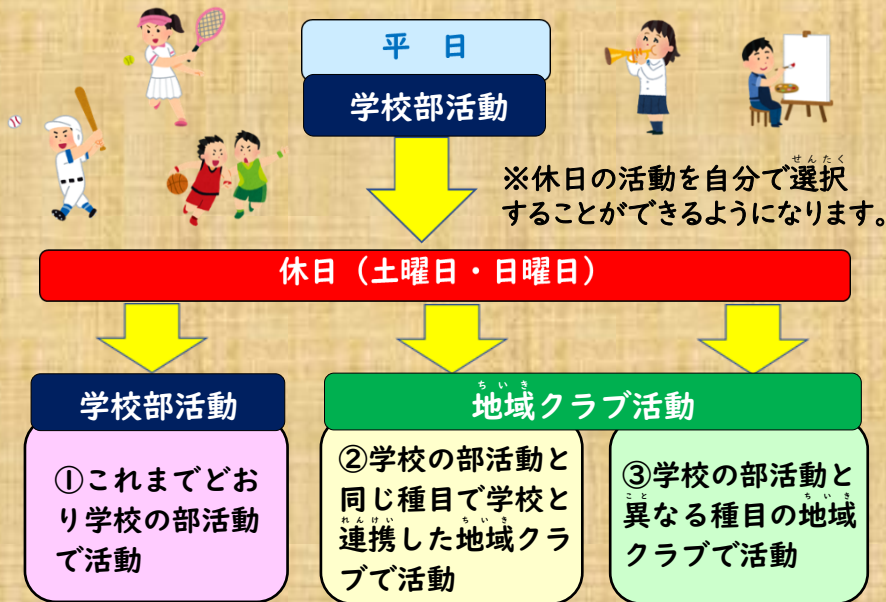 平　日
学校部活動
※休日の活動を自分で選択
することができるようになります。
休日（土曜日・日曜日）
学校部活動
①これまでどお
り学校の部活動
で活動
地域クラブ活動
②学校の部活動と
同じ種目で学校と
連携した地域クラ
ブで活動
③学校の部活動と
異なる種目の地域
クラブで活動